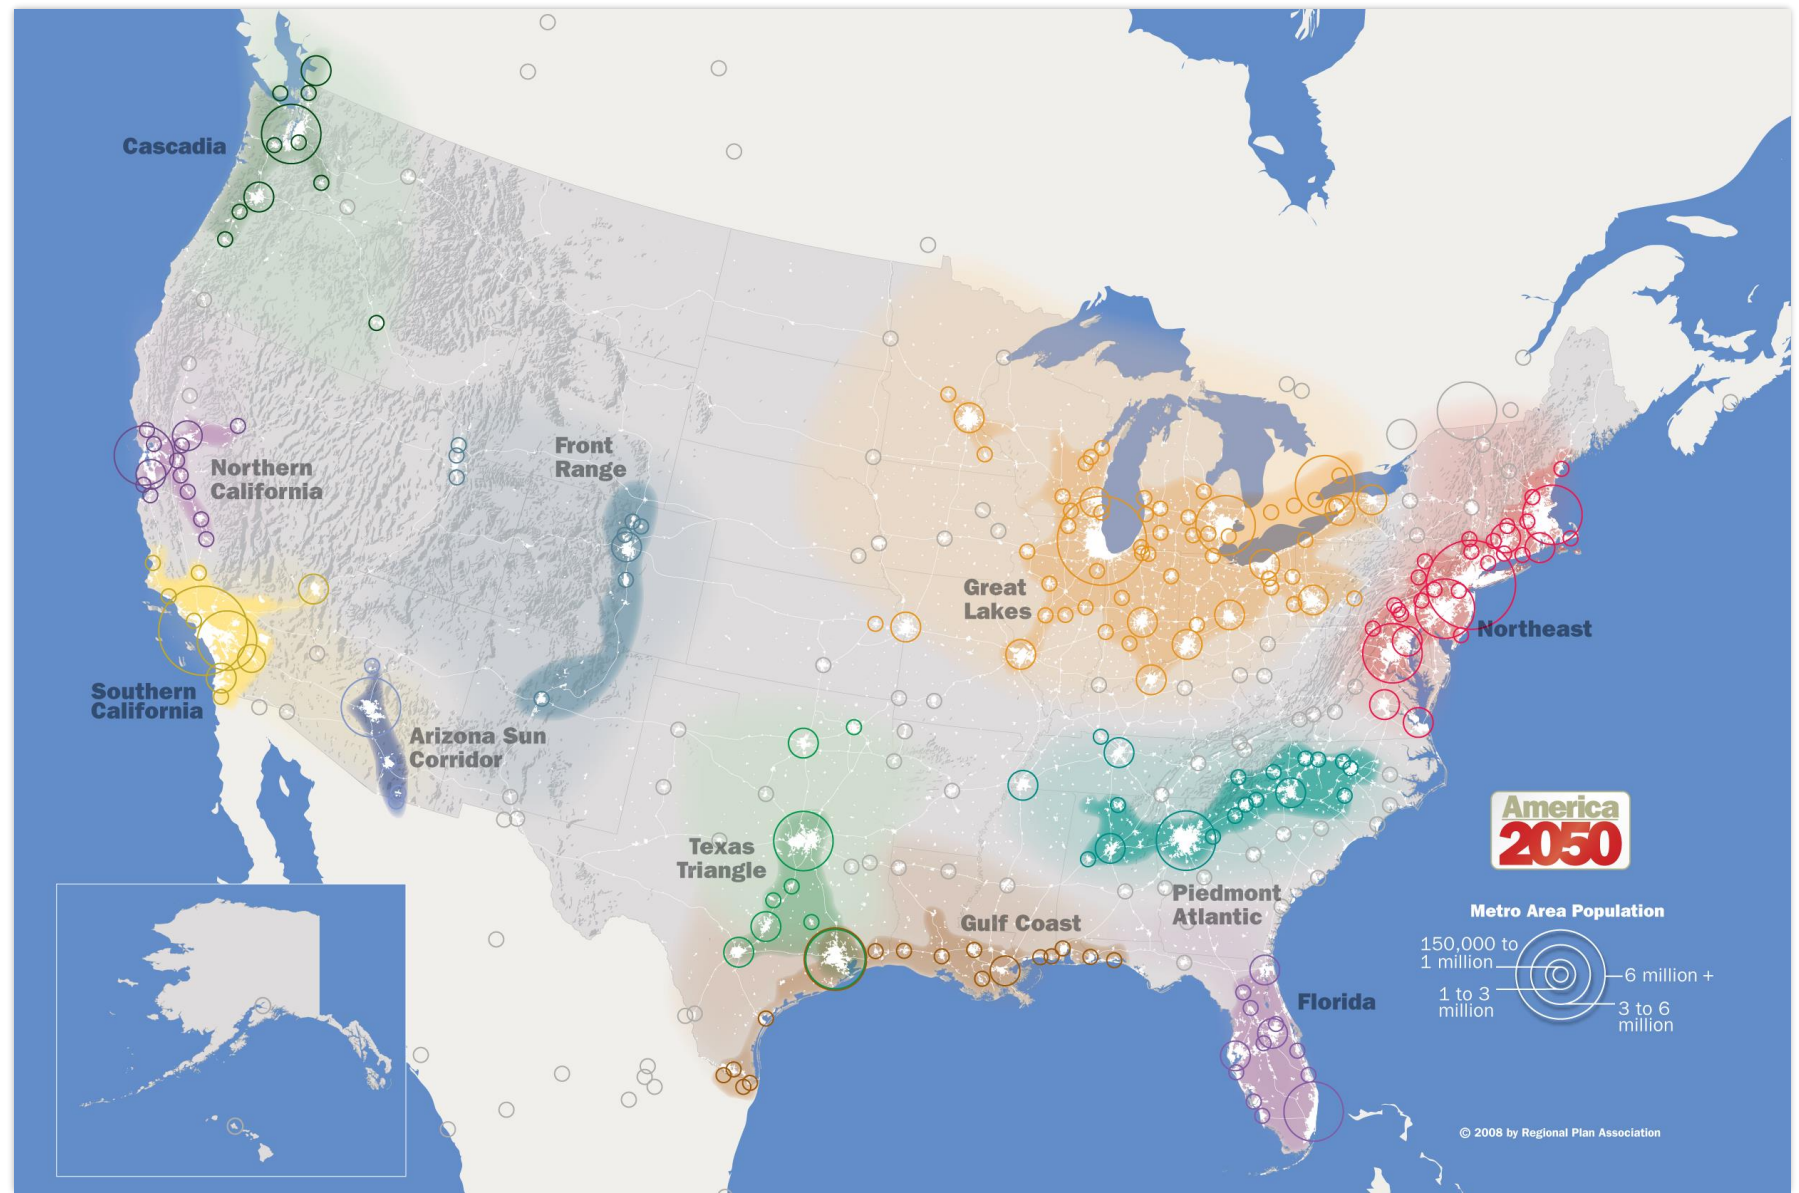 Cascadia
Northern
California
Front
Range
Great
Lakes
Northeast
Southern
California
Arizona Sun
Corridor
Texas
Triangle
Piedmont
Atlantic
Gulf Coast
Florida
America
2050
Metro Area Population
150,000 to
1 million
6 million +
1 to 3
million
3 to 6
million
© 2008 by Regional Plan Association